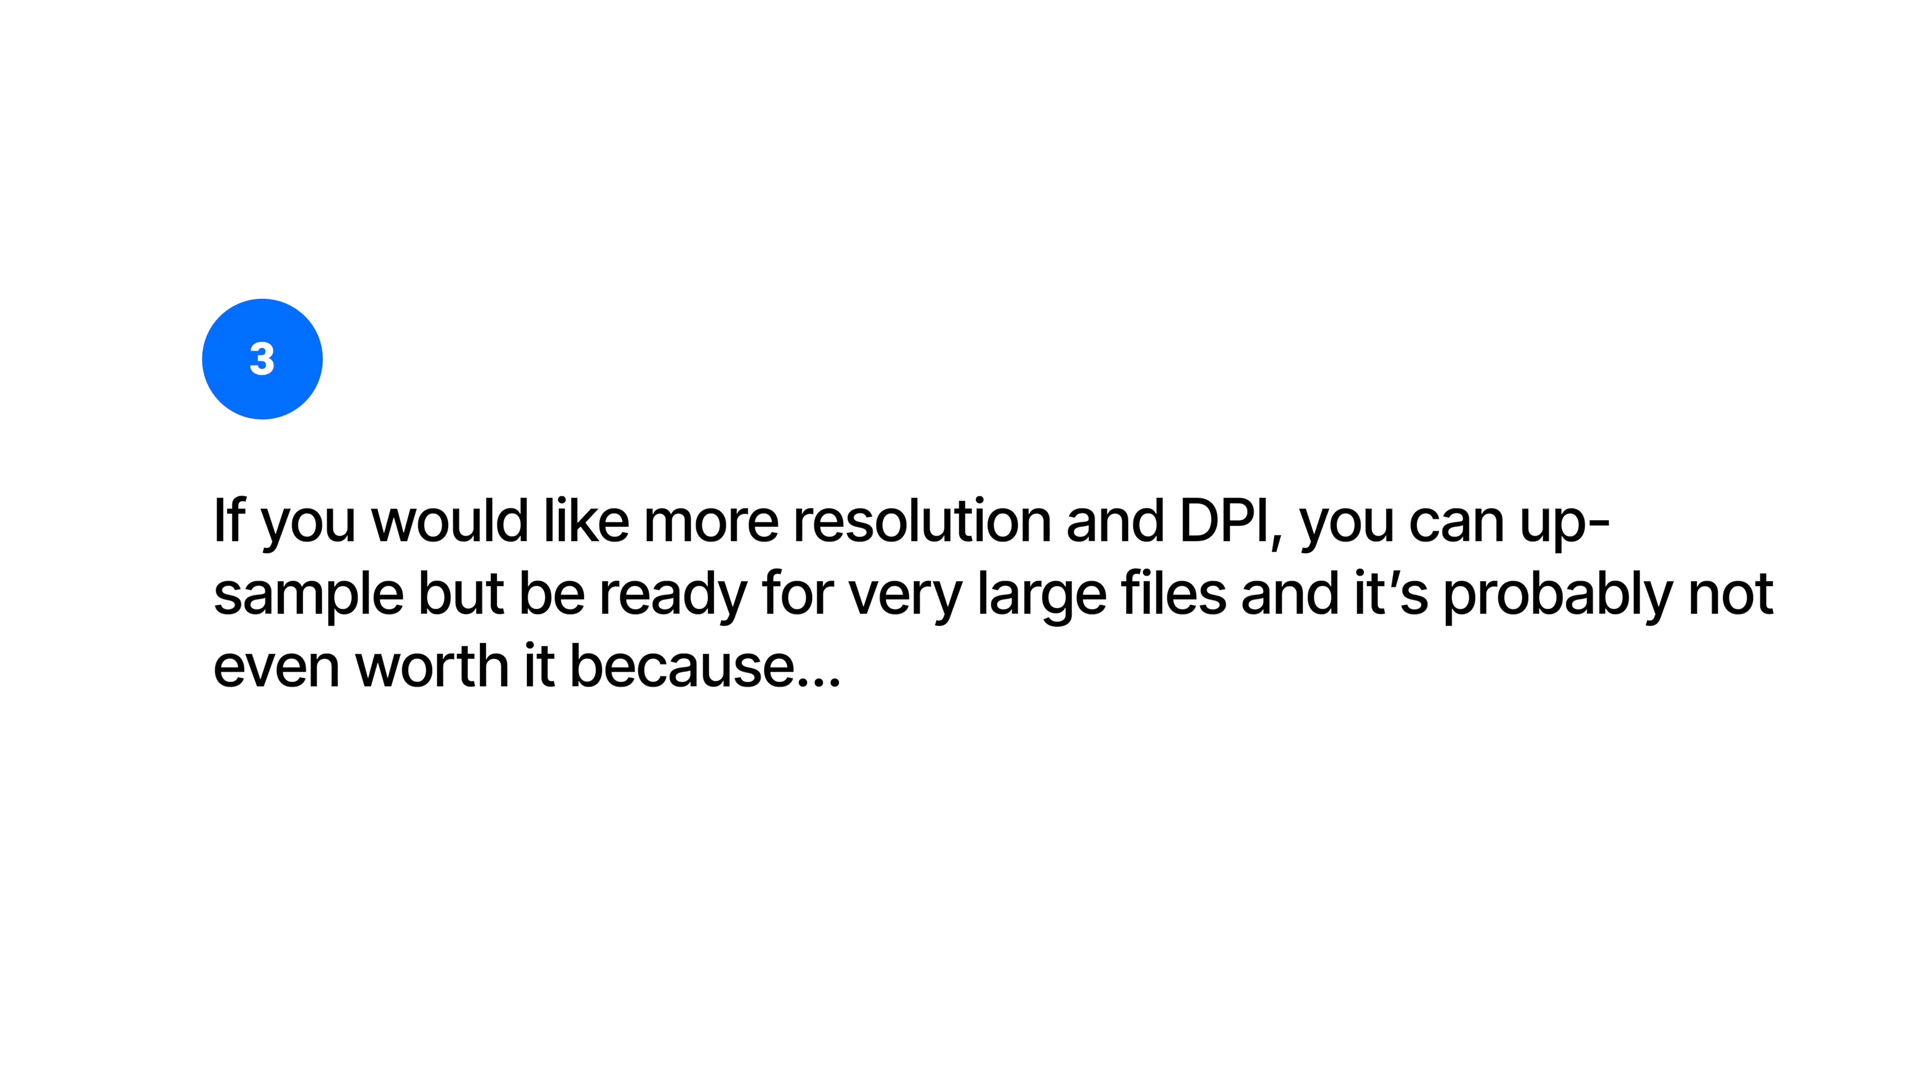 3
If you would like more resolution and DPI, you can up-
sample but be ready for very large files and it’s probably not
even worth it because...